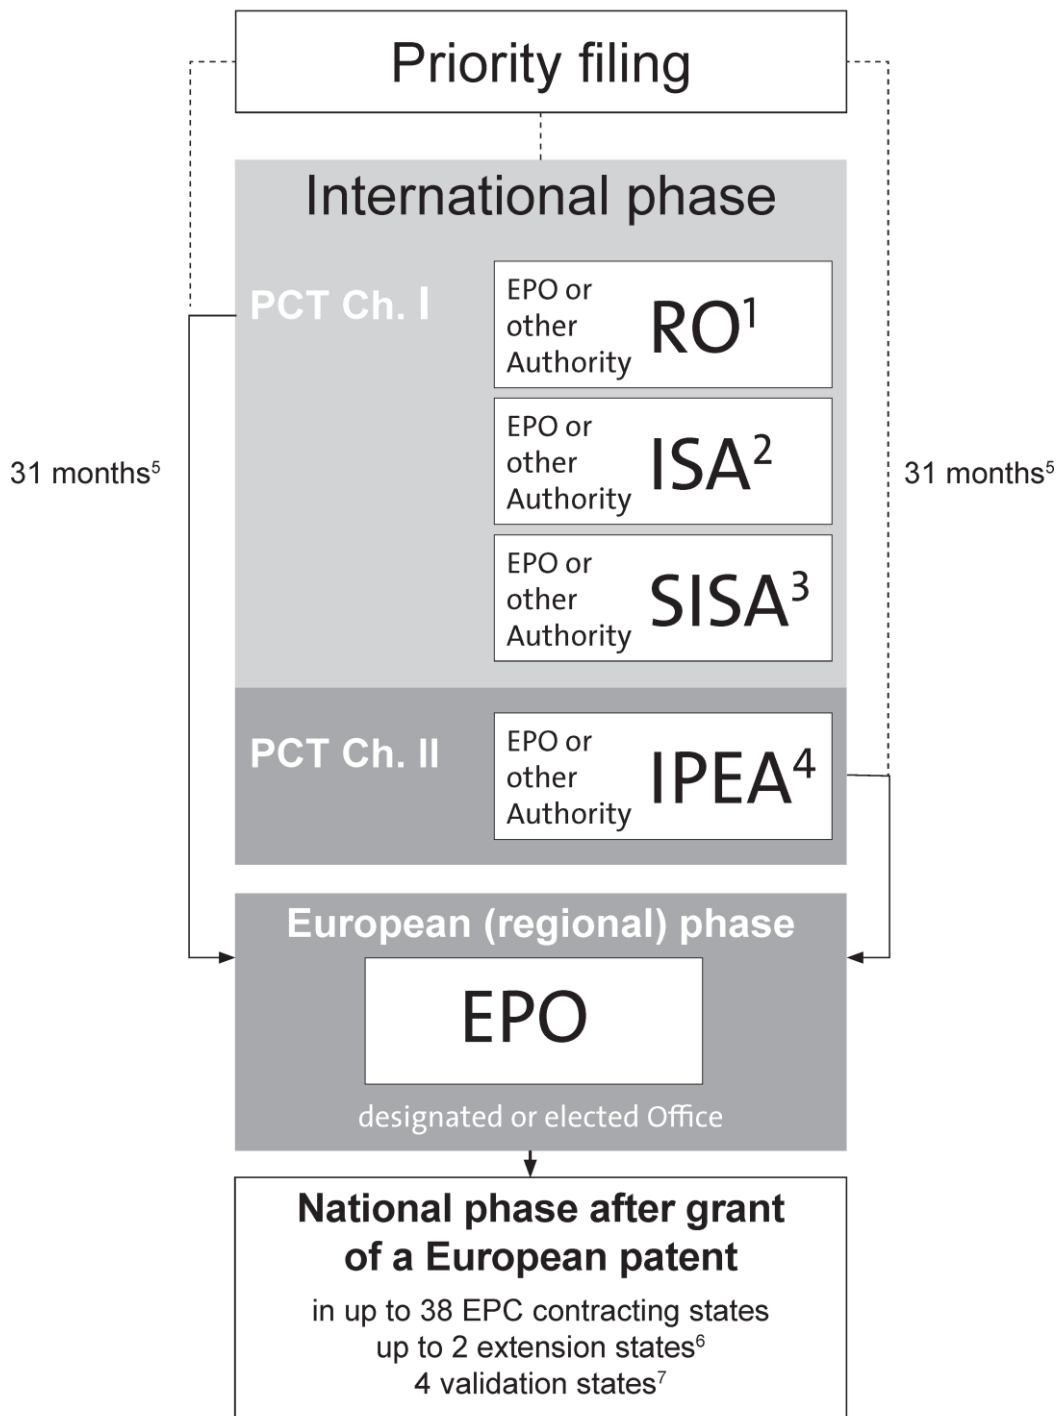 Priority filing
International phase
PCT Ch. I
EPO or
other
Authority
RO¹
31 months⁵
EPO or
other
Authority
ISA²
31 months⁵
EPO or
other
Authority
SISA³
PCT Ch. II
EPO or
other
Authority
IPEA⁴
European (regional) phase
EPO
designated or elected Office
National phase after grant
of a European patent
in up to 38 EPC contracting states
up to 2 extension states⁶
4 validation states⁷